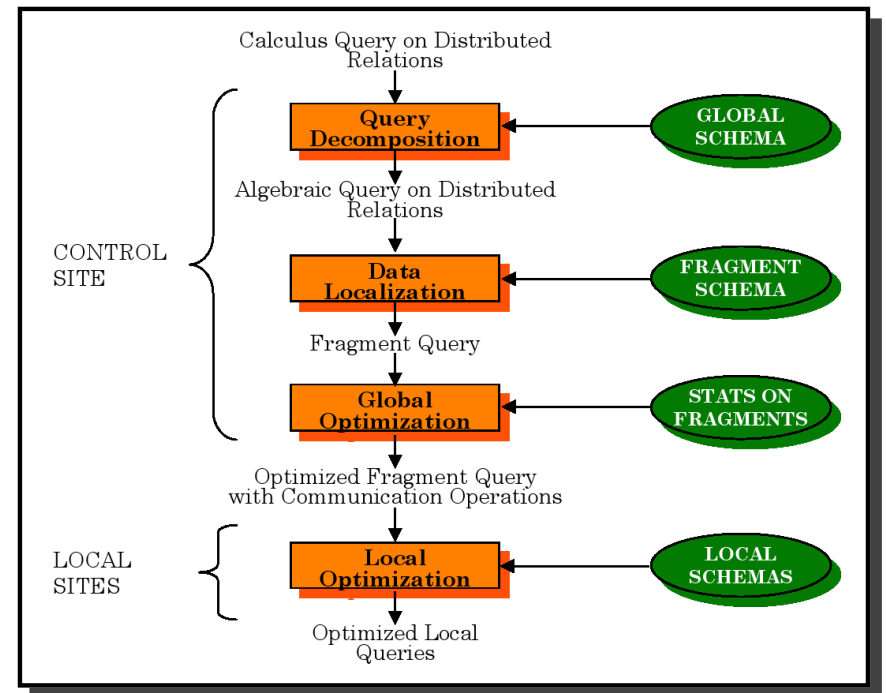 Calculus Query on Distributed
Relations
Query
Decomposition
GLOBAL
SCHEMA
Algebraic Query on Distributed
Relations
CONTROL
SITE
Data
Localization
FRAGMENT
SCHEMA
Fragment Query
Global
Optimization
STATS ON
FRAGMENTS
Optimized Fragment Query
with Communication Operations
LOCAL
SITES
Local
Optimization
LOCAL
SCHEMAS
Optimized Local
Queries